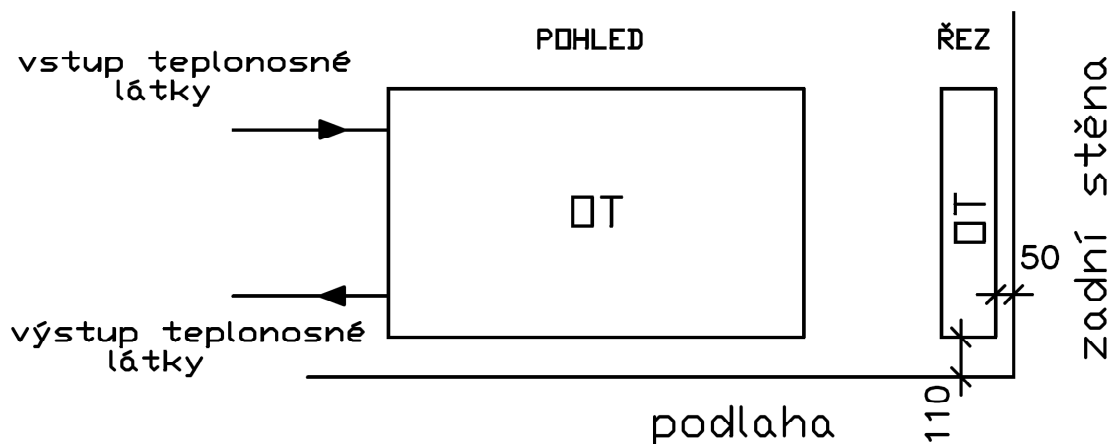 POHLED
ŘEZ
vstup teplonosné
látky
OT
OT
50
zadní stěna
výstup teplonosné
látky
110
podlaha